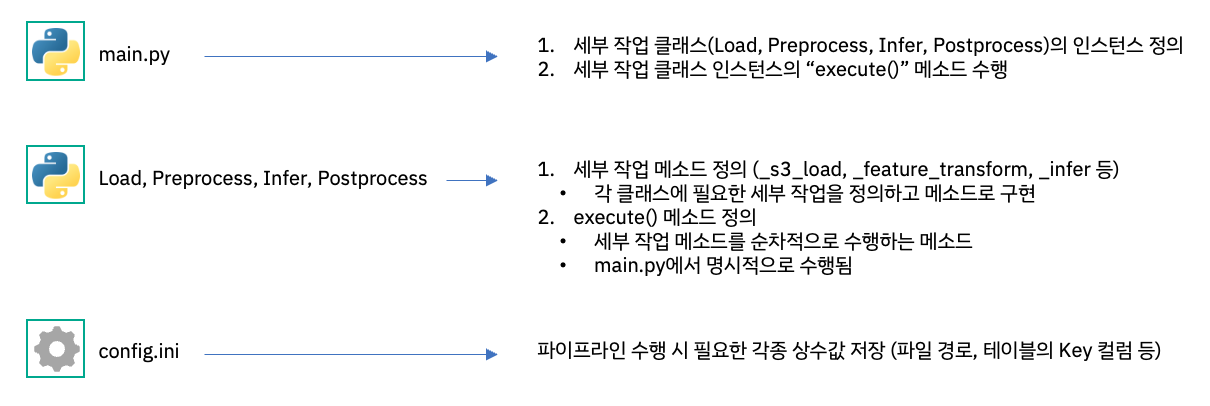 main.py
1. 세부 작업 클래스(Load, Preprocess, Infer, Postprocess)의 인스턴스 정의
2. 세부 작업 클래스 인스턴스의 “execute()” 메소드 수행
Load, Preprocess, Infer, Postprocess
1. 세부 작업 메소드 정의 (_s3_load, _feature_transform, _infer 등)
• 각 클래스에 필요한 세부 작업을 정의하고 메소드로 구현
2. execute() 메소드 정의
• 세부 작업 메소드를 순차적으로 수행하는 메소드
• main.py에서 명시적으로 수행됨
config.ini
파이프라인 수행 시 필요한 각종 상수값 저장 (파일 경로, 테이블의 Key 컬럼 등)